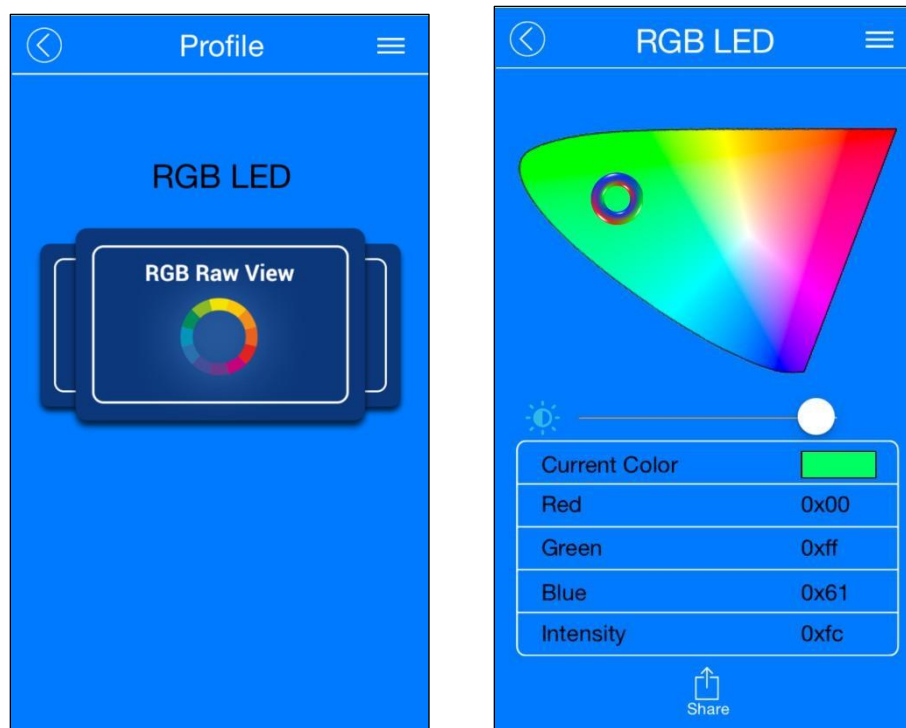 Profile
RGB LED
RGB Raw View
RGB LED
Current Color
Red 0x00
Green 0xff
Blue 0x61
Intensity 0xfc
Share